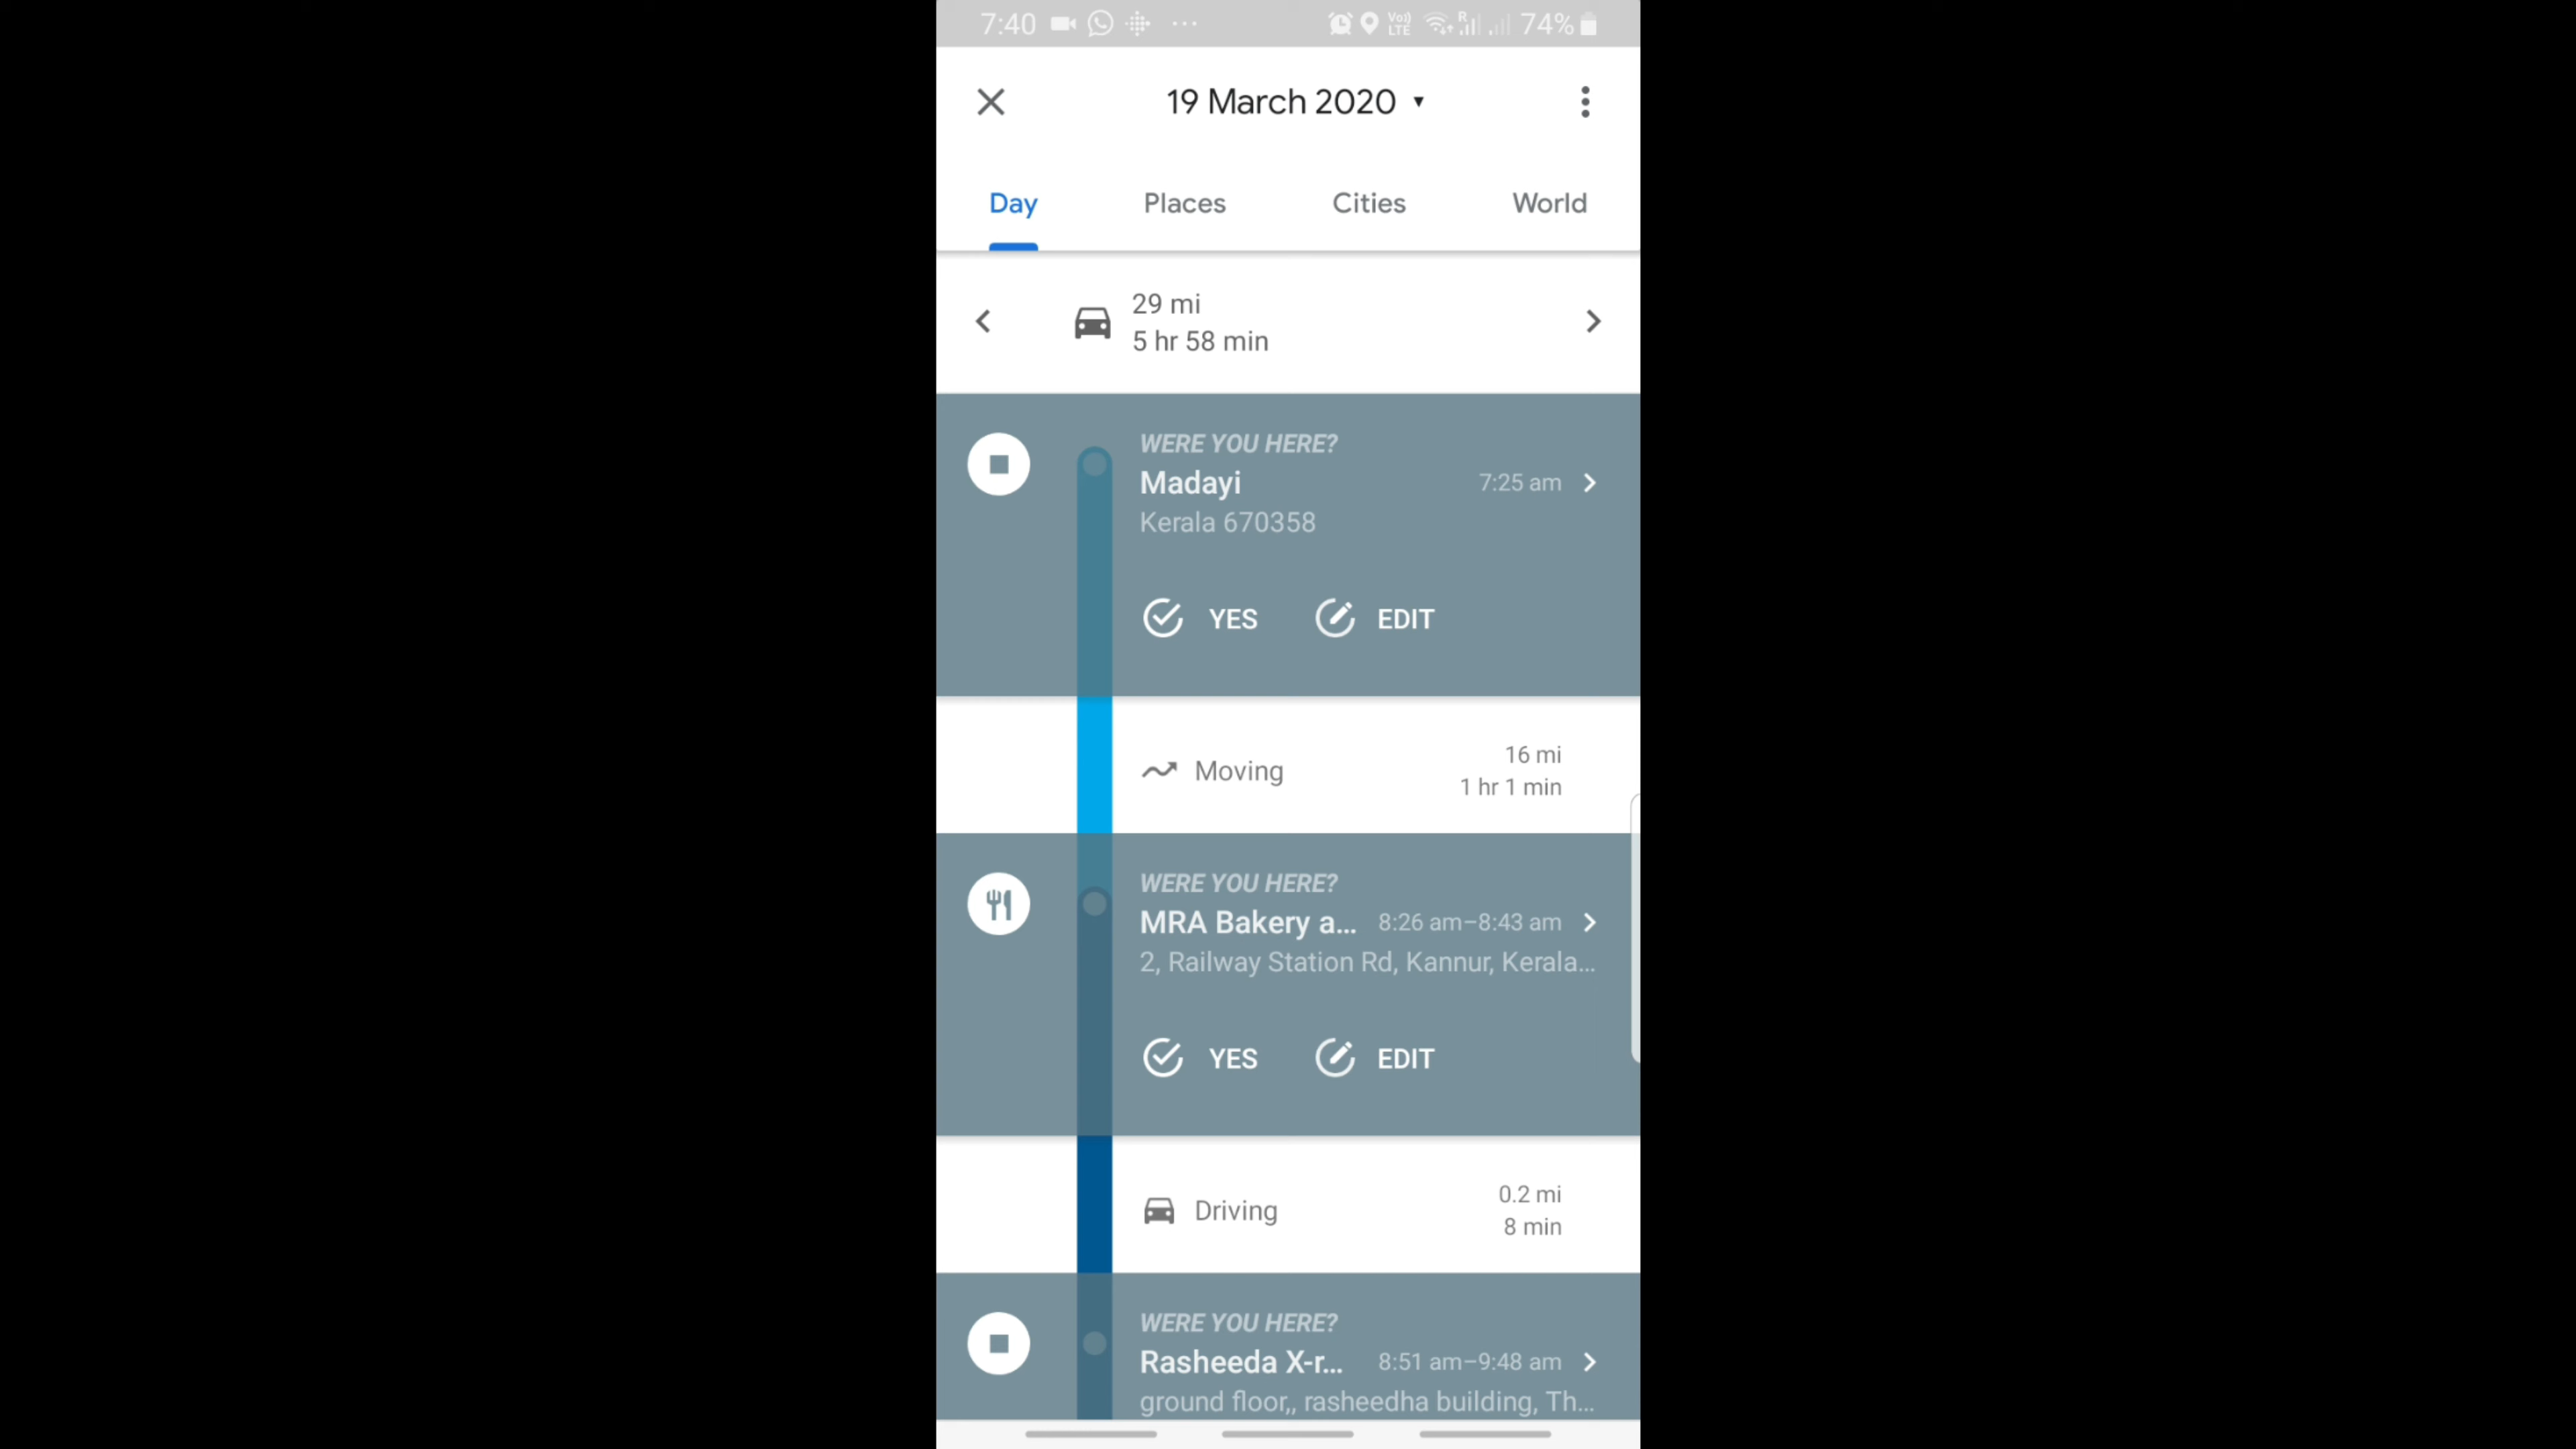 7:40 ... VoLTE R 74%
19 March 2020
Day Places Cities World
29 mi
5 hr 58 min
WERE YOU HERE?
Madayi 7:25 am
Kerala 670358
YES EDIT
Moving 16 mi
1 hr 1 min
WERE YOU HERE?
MRA Bakery a... 8:26 am–8:43 am
2, Railway Station Rd, Kannur, Kerala...
YES EDIT
Driving 0.2 mi
8 min
WERE YOU HERE?
Rasheeda X-r... 8:51 am–9:48 am
ground floor,, rasheedha building, Th...